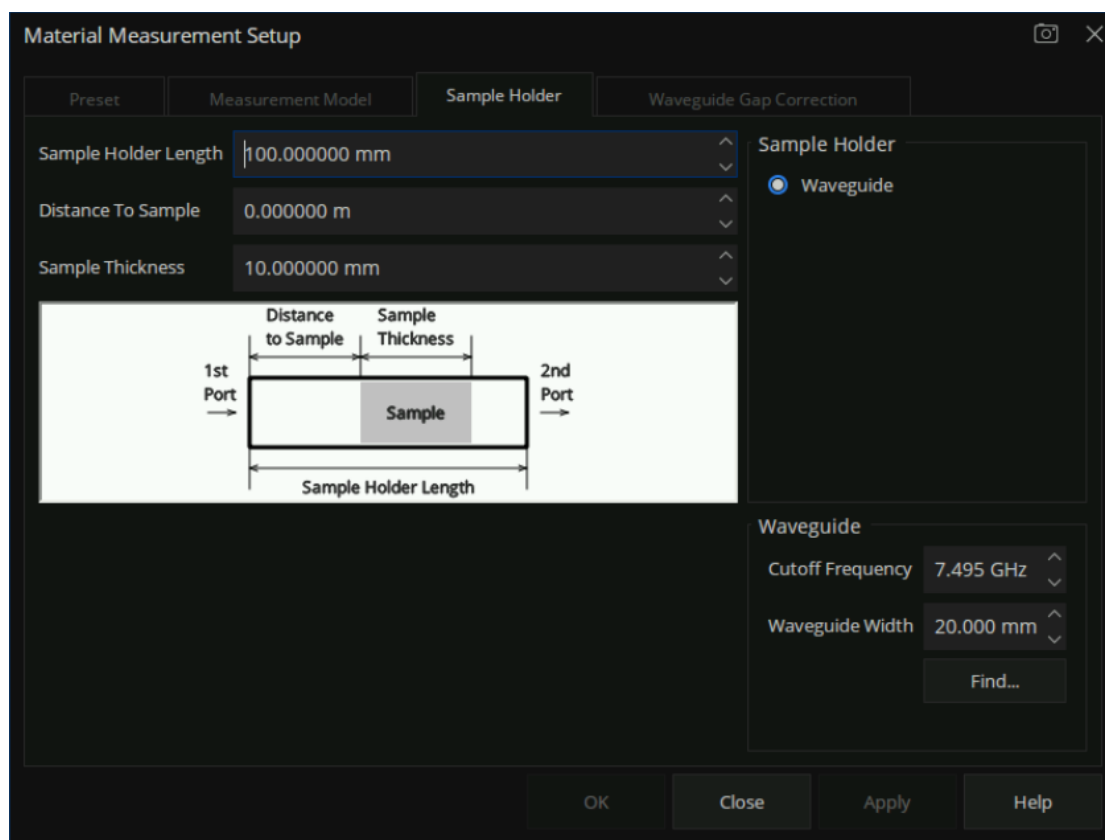 Material Measurement Setup
Preset
Measurement Model
Sample Holder
Waveguide Gap Correction
Sample Holder Length 100.000000 mm
Distance To Sample 0.000000 m
Sample Thickness 10.000000 mm
Distance to Sample
Sample Thickness
1st Port
Sample
2nd Port
Sample Holder Length
Sample Holder
Waveguide
Waveguide
Cutoff Frequency 7.495 GHz
Waveguide Width 20.000 mm
Find...
OK
Close
Apply
Help